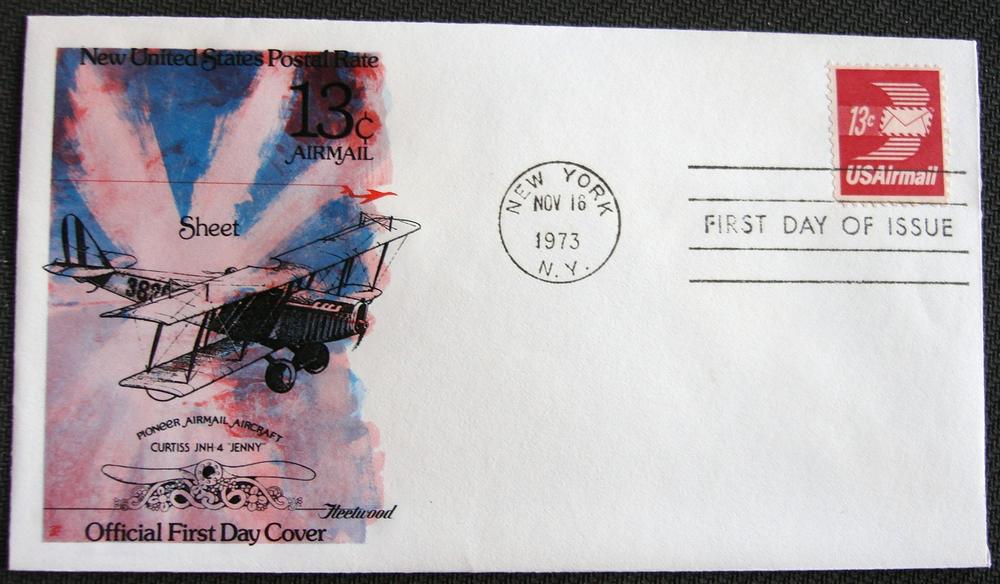 New United States Postal Rate
13¢
AIRMAIL
Sheet
PIONEER AIRMAIL AIRCRAFT
CURTISS JNH-4 "JENNY"
Fleetwood
Official First Day Cover
NEW YORK
NOV 16
1973
N.Y.
FIRST DAY OF ISSUE
13c
USAirmail